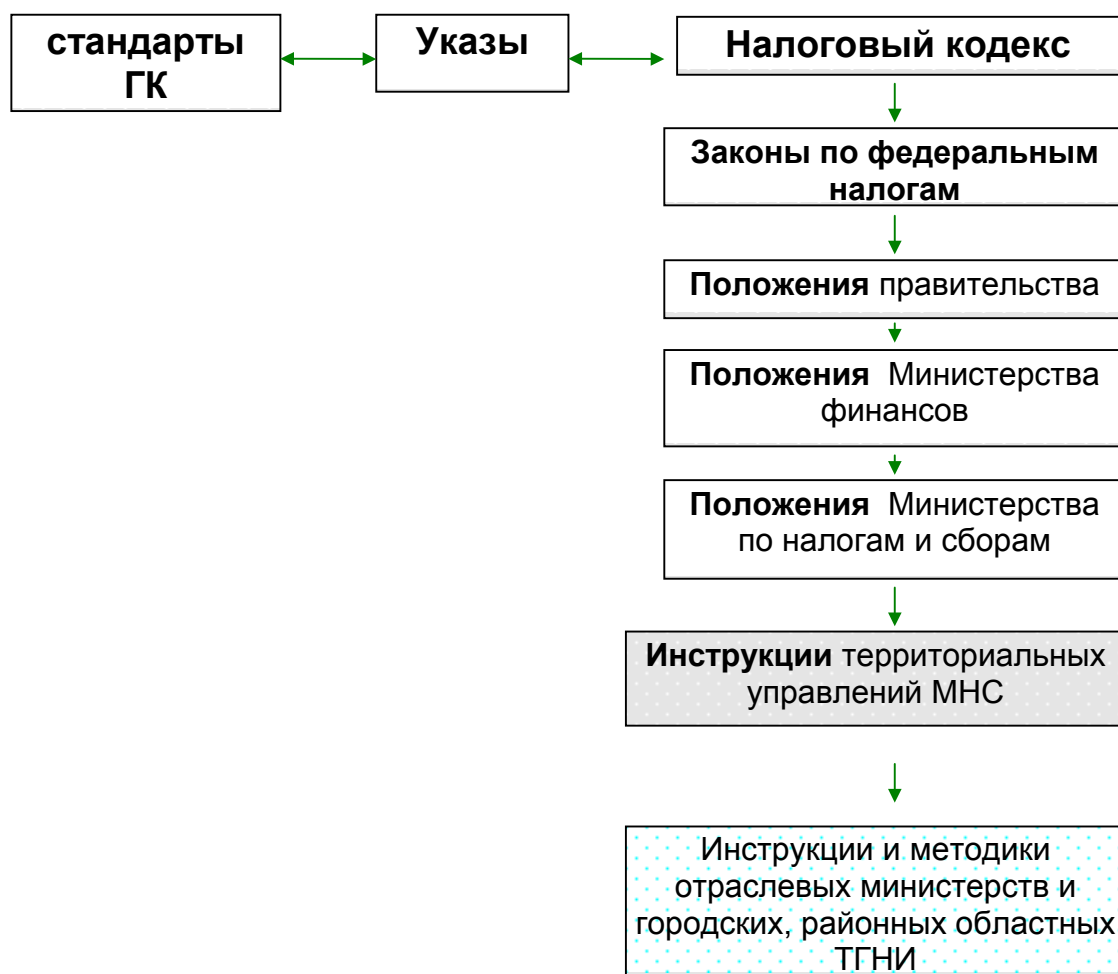 стандарты
ГК
Указы
Налоговый кодекс
Законы по федеральным
налогам
Положения правительства
Положения Министерства
финансов
Положения Министерства
по налогам и сборам
Инструкции территориальных
управлений МНС
Инструкции и методики
отраслевых министерств и
городских, районных областных
ТГНИ